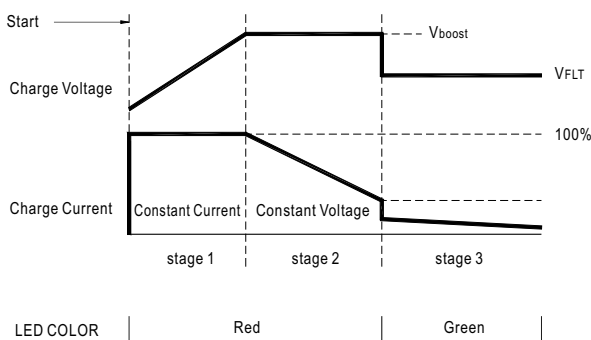 Start
Vboost
Charge Voltage
VFLT
100%
Charge Current
Constant Current
Constant Voltage
stage 1
stage 2
stage 3
LED COLOR
Red
Green